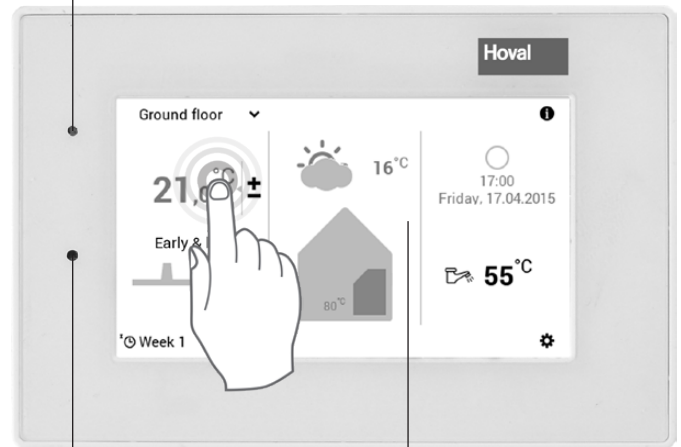 Hoval
Ground floor
21,
°C
±
Early &
Week 1
16°C
80°C
17:00
Friday, 17.04.2015
55°C